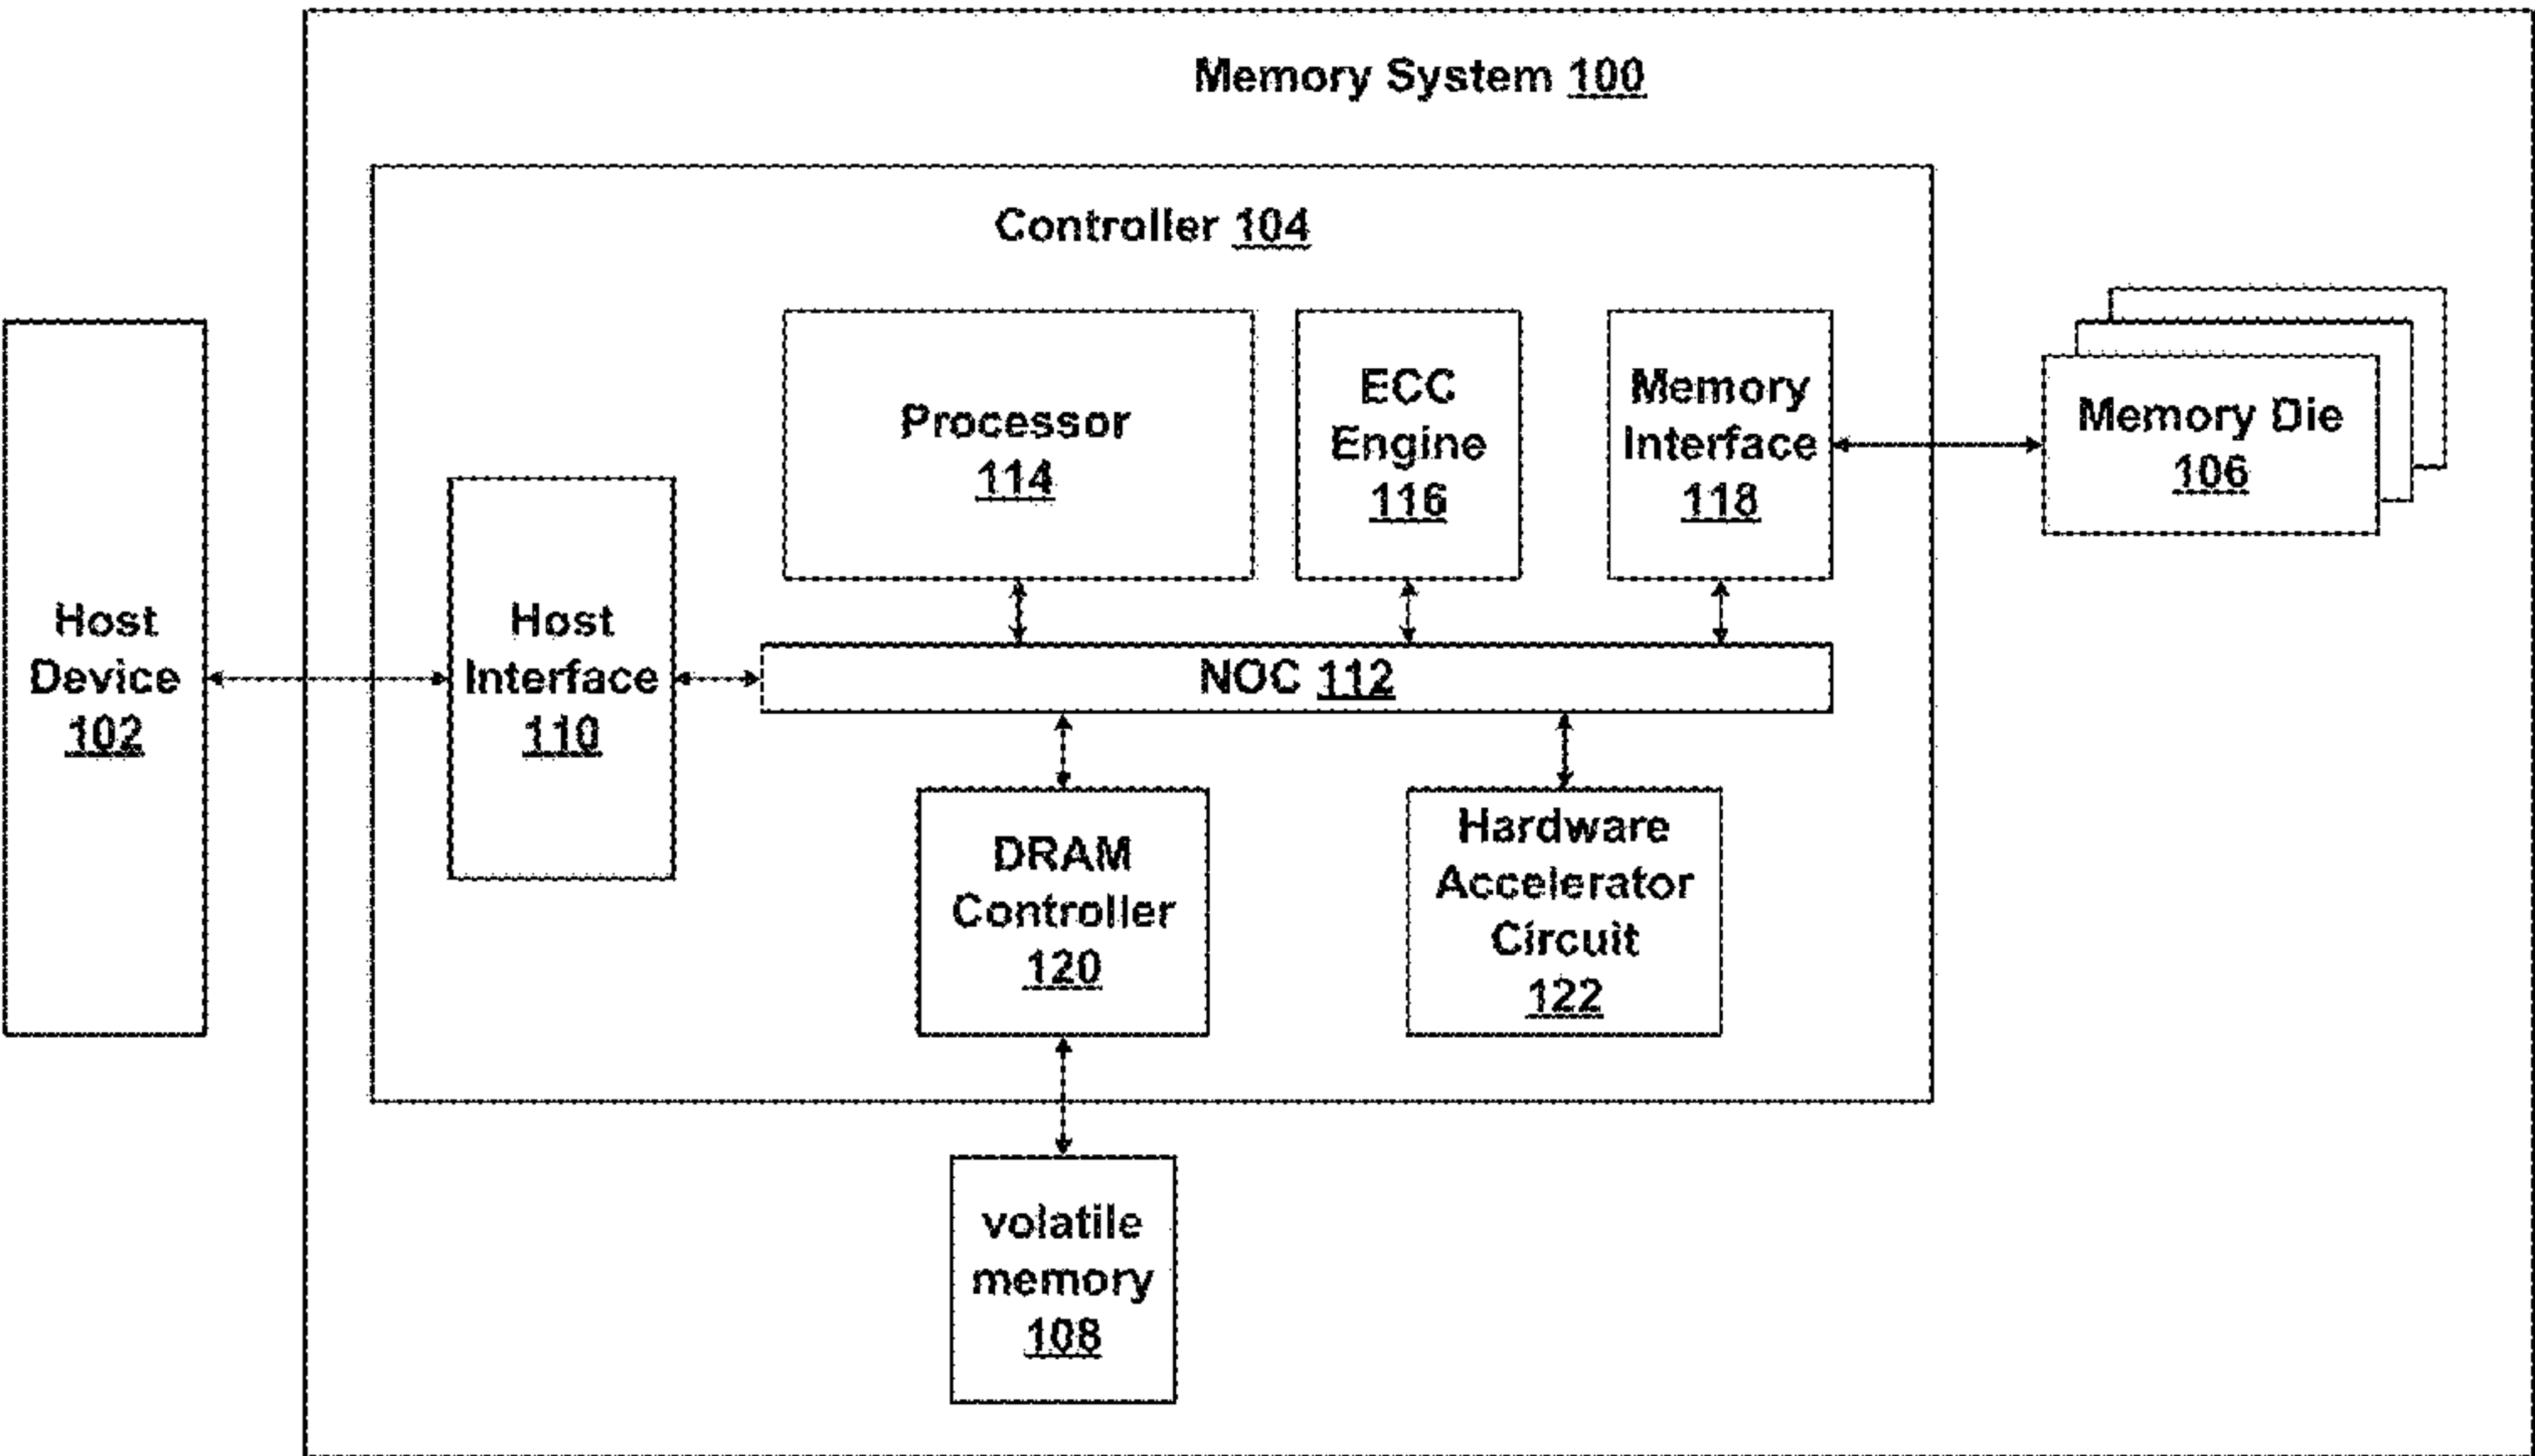 Memory System 100
Controller 104
Host
Device
102
Host
Interface
110
Processor
114
ECC
Engine
116
Memory
Interface
118
Memory Die
106
NOC 112
DRAM
Controller
120
Hardware
Accelerator
Circuit
122
volatile
memory
108